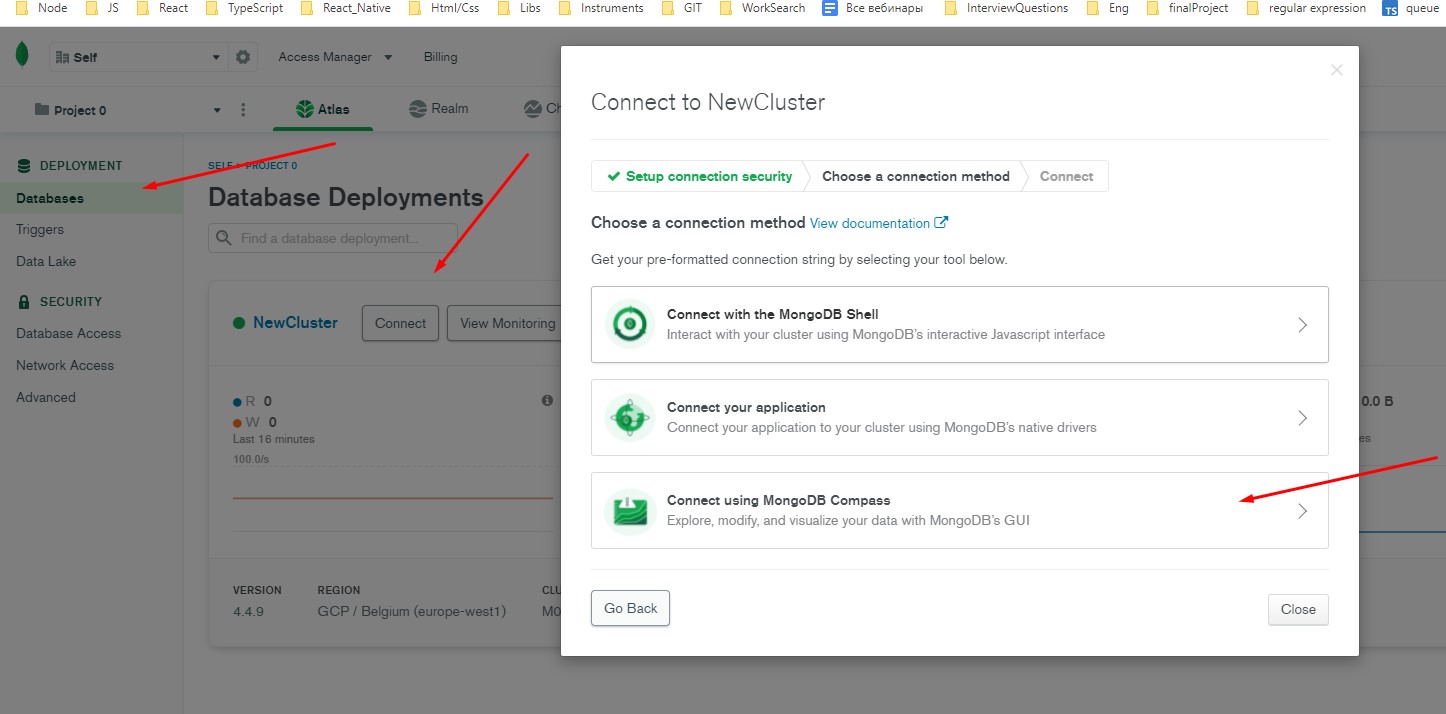 Node JS React TypeScript React_Native Html/Css Libs Instruments GIT WorkSearch Все вебинары InterviewQuestions Eng finalProject regular expression TS queue
Self Access Manager Billing
Project 0 Atlas Realm Ch
DEPLOYMENT
Databases
Triggers
Data Lake
SECURITY
Database Access
Network Access
Advanced
SELF > PROJECT 0
Database Deployments
Find a database deployment...
NewCluster Connect View Monitoring
R 0
W 0
Last 16 minutes
100.0/s
VERSION REGION CLU
4.4.9 GCP / Belgium (europe-west1) M0
Connect to NewCluster
Setup connection security Choose a connection method Connect
Choose a connection method View documentation
Get your pre-formatted connection string by selecting your tool below.
Connect with the MongoDB Shell
Interact with your cluster using MongoDB's interactive Javascript interface
Connect your application
Connect your application to your cluster using MongoDB's native drivers
Connect using MongoDB Compass
Explore, modify, and visualize your data with MongoDB's GUI
Go Back Close
0.0 B
es